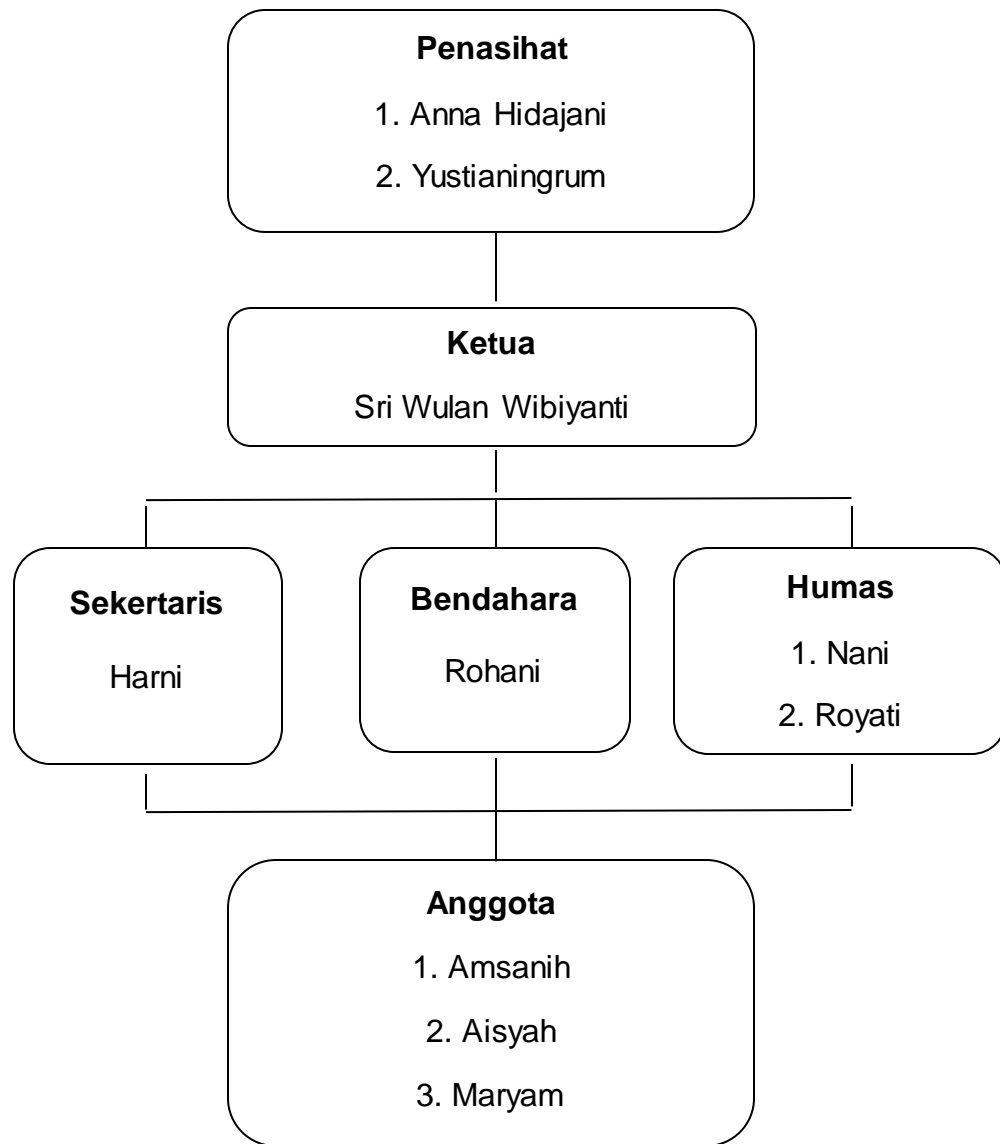 Penasihat
1. Anna Hidajani
2. Yustianingrum
Ketua
Sri Wulan Wibiyanti
Sekertaris
Harni
Bendahara
Rohani
Humas
1. Nani
2. Royati
Anggota
1. Amsanih
2. Aisyah
3. Maryam